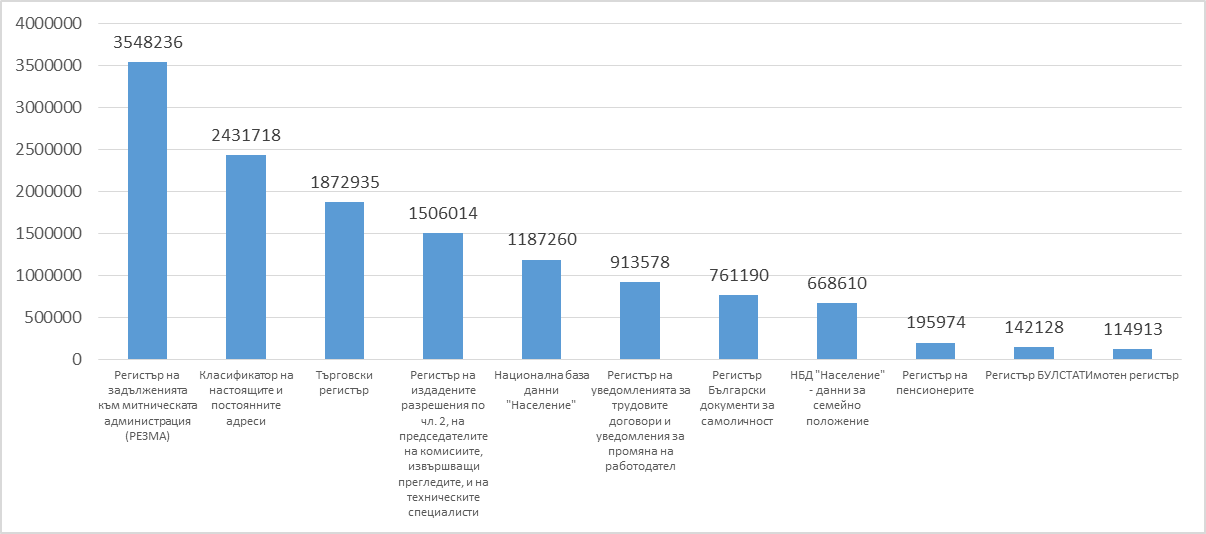 4000000
3500000
3000000
2500000
2000000
1500000
1000000
500000
0
3548236
2431718
1872935
1506014
1187260
913578
761190
668610
195974
142128
114913
Регистър на
задълженията
към митническата
администрация
(РЕЗМА)
Класификатор на
настоящите и
постоянните
адреси
Търговски
регистър
Регистър на
издадените
разрешения по
чл. 2, на
председателите
на комисиите,
извършващи
прегледите, и на
техническите
специалисти
Национална база
данни
"Население"
Регистър на
уведомленията за
трудовите
договори и
уведомления за
промяна на
работодател
Регистър
Български
документи за
самоличност
НБД "Население"
- данни за
семейно
положение
Регистър на
пенсионерите
Регистър БУЛСТАТ
Имотен регистър